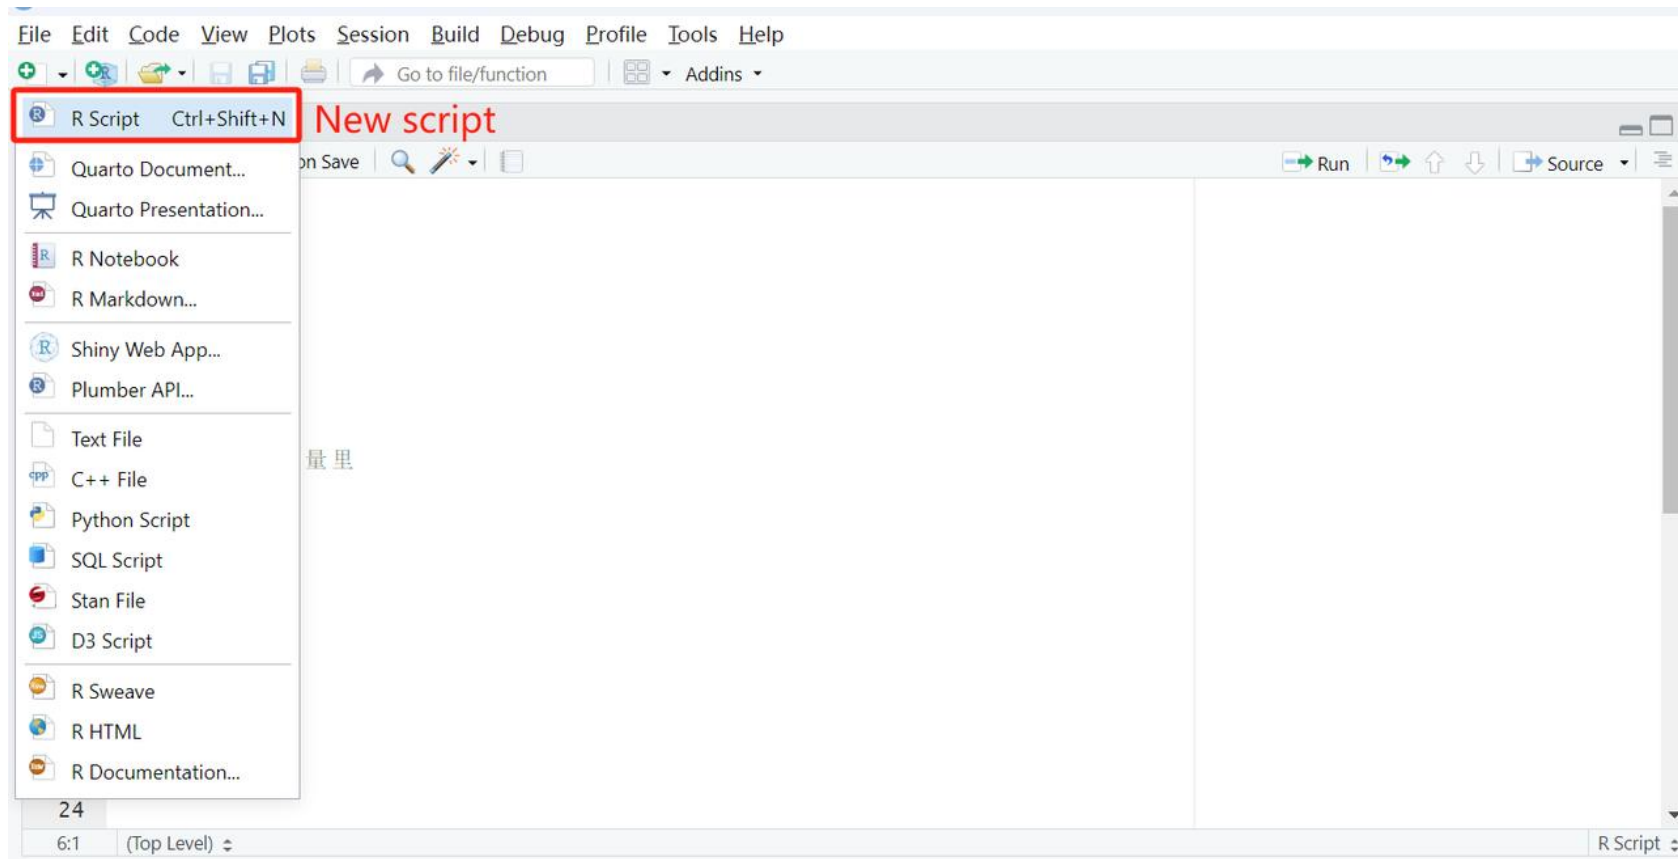 File Edit Code View Plots Session Build Debug Profile Tools Help
Go to file/function Addins
R Script Ctrl+Shift+N New script
on Save Run Source
Quarto Document...
Quarto Presentation...
R Notebook
R Markdown...
Shiny Web App...
Plumber API...
Text File
量里
C++ File
Python Script
SQL Script
Stan File
D3 Script
R Sweave
R HTML
R Documentation...
24
6:1 (Top Level) R Script